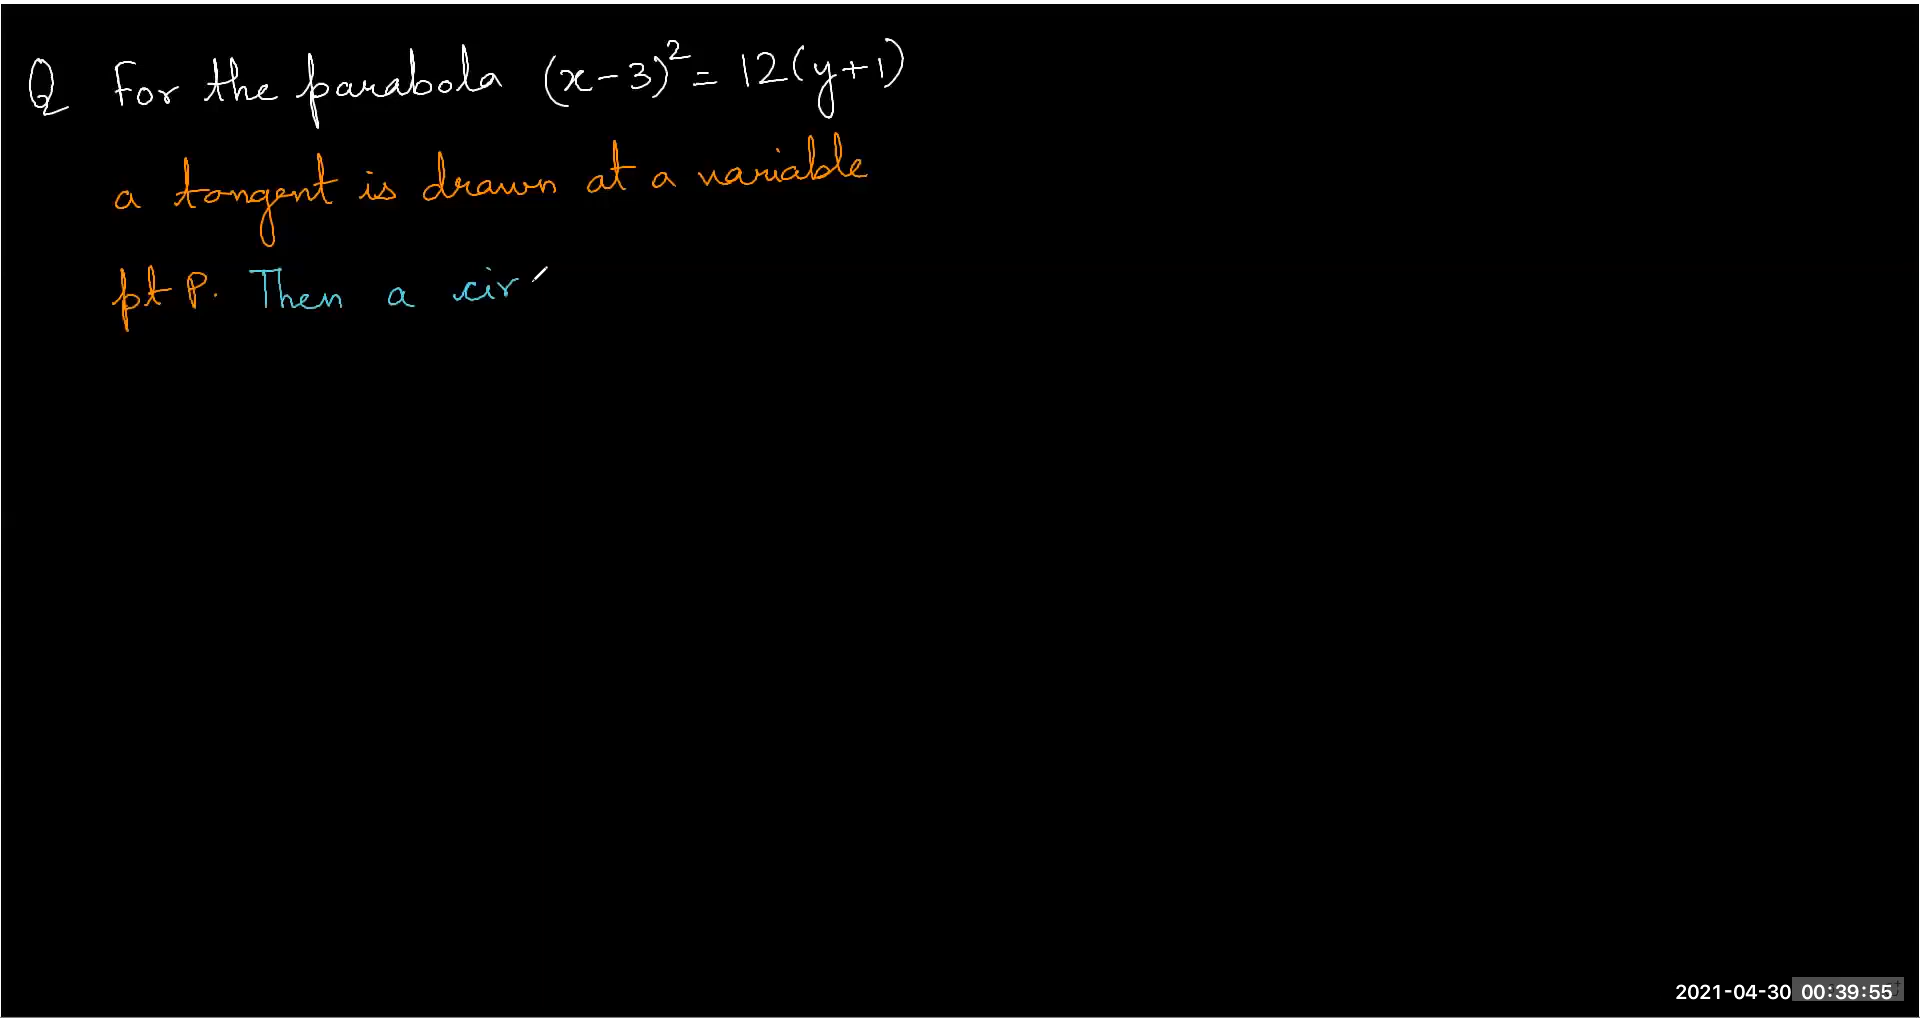 Q For the parabola (x-3)² = 12(y+1)
a tangent is drawn at a variable
pt P. Then a cir
2021-04-30 00:39:55